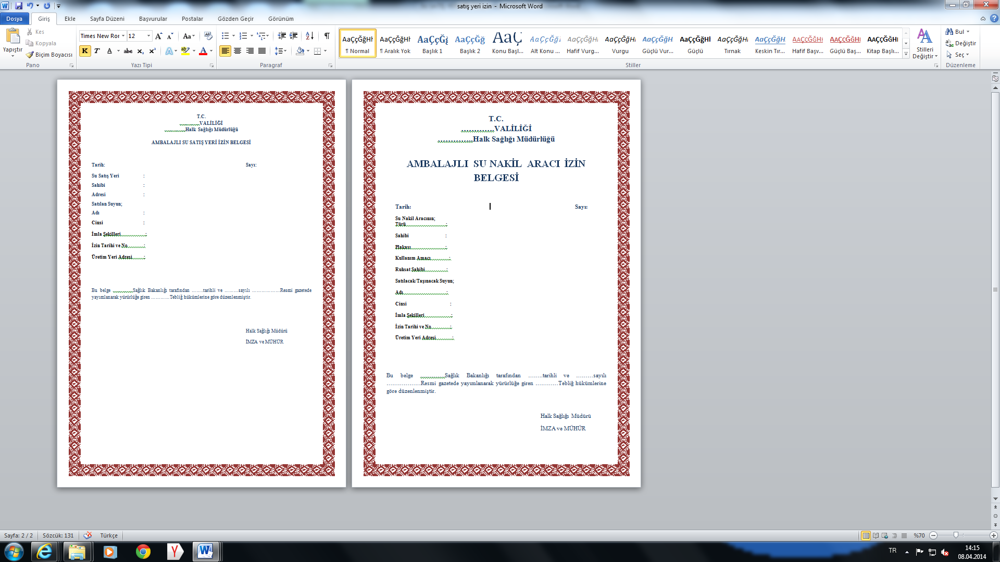 satış yeri izin - Microsoft Word
Dosya Giriş Ekle Sayfa Düzeni Başvurular Postalar Gözden Geçir Görünüm
Yapıştır
Kes
Kopyala
Biçim Boyacısı
Pano
Times New Ror 12
Yazı Tipi
Paragraf
AaÇçĞğHł AaÇçĞğHł AaÇçĞğ AaÇçĞğ AaÇ AaÇçĞğl AaÇçĞğHl AaÇçĞğHl AaÇçĞğH AaÇçĞğHl AaÇçĞğHl AaÇçĞğH. AaÇçĞğHl AaÇçĞğHl AaÇçĞğHl
¶ Normal ¶ Aralık Yok Başlık 1 Başlık 2 Konu Başl... Alt Konu ... Hafif Vurg... Vurgu Güçlü Vur... Güçlü Tırnak Keskin Tır... Hafif Başv... Güçlü Baş... Kitap Başlı...
Stiller
Stilleri
Değiştir
Bul
Değiştir
Seç
Düzenleme
T.C.
............VALİLİĞİ
............Halk Sağlığı Müdürlüğü
AMBALAJLI SU SATIŞ YERİ İZİN BELGESİ
Tarih: Sayı:
Su Satış Yeri :
Sahibi :
Adresi :
Satılan Suyun;
Adı :
Cinsi :
İmla Şekilleri :
İzin Tarihi ve No :
Üretim Yeri Adresi :
Bu belge ............Sağlık Bakanlığı tarafından ........tarihli ve .........sayılı ..................Resmi gazetede
yayımlanarak yürürlüğe giren ............Tebliğ hükümlerine göre düzenlenmiştir.
Halk Sağlığı Müdürü
İMZA ve MÜHÜR
T.C.
............VALİLİĞİ
.............Halk Sağlığı Müdürlüğü
AMBALAJLI SU NAKİL ARACI İZİN
BELGESİ
Tarih: Sayı:
Su Nakil Aracının;
Türü :
Sahibi :
Plakası :
Kullanım Amacı :
Ruhsat Sahibi :
Satılacak/Taşınacak Suyun;
Adı :
Cinsi :
İmla Şekilleri :
İzin Tarihi ve No :
Üretim Yeri Adresi :
Bu belge ............Sağlık Bakanlığı tarafından ........tarihli ve .........sayılı
..................Resmi gazetede yayımlanarak yürürlüğe giren ............Tebliğ hükümlerine
göre düzenlenmiştir.
Halk Sağlığı Müdürü
İMZA ve MÜHÜR
Sayfa: 2 / 2 Sözcük: 131 Türkçe %70
TR 14:15
08.04.2014